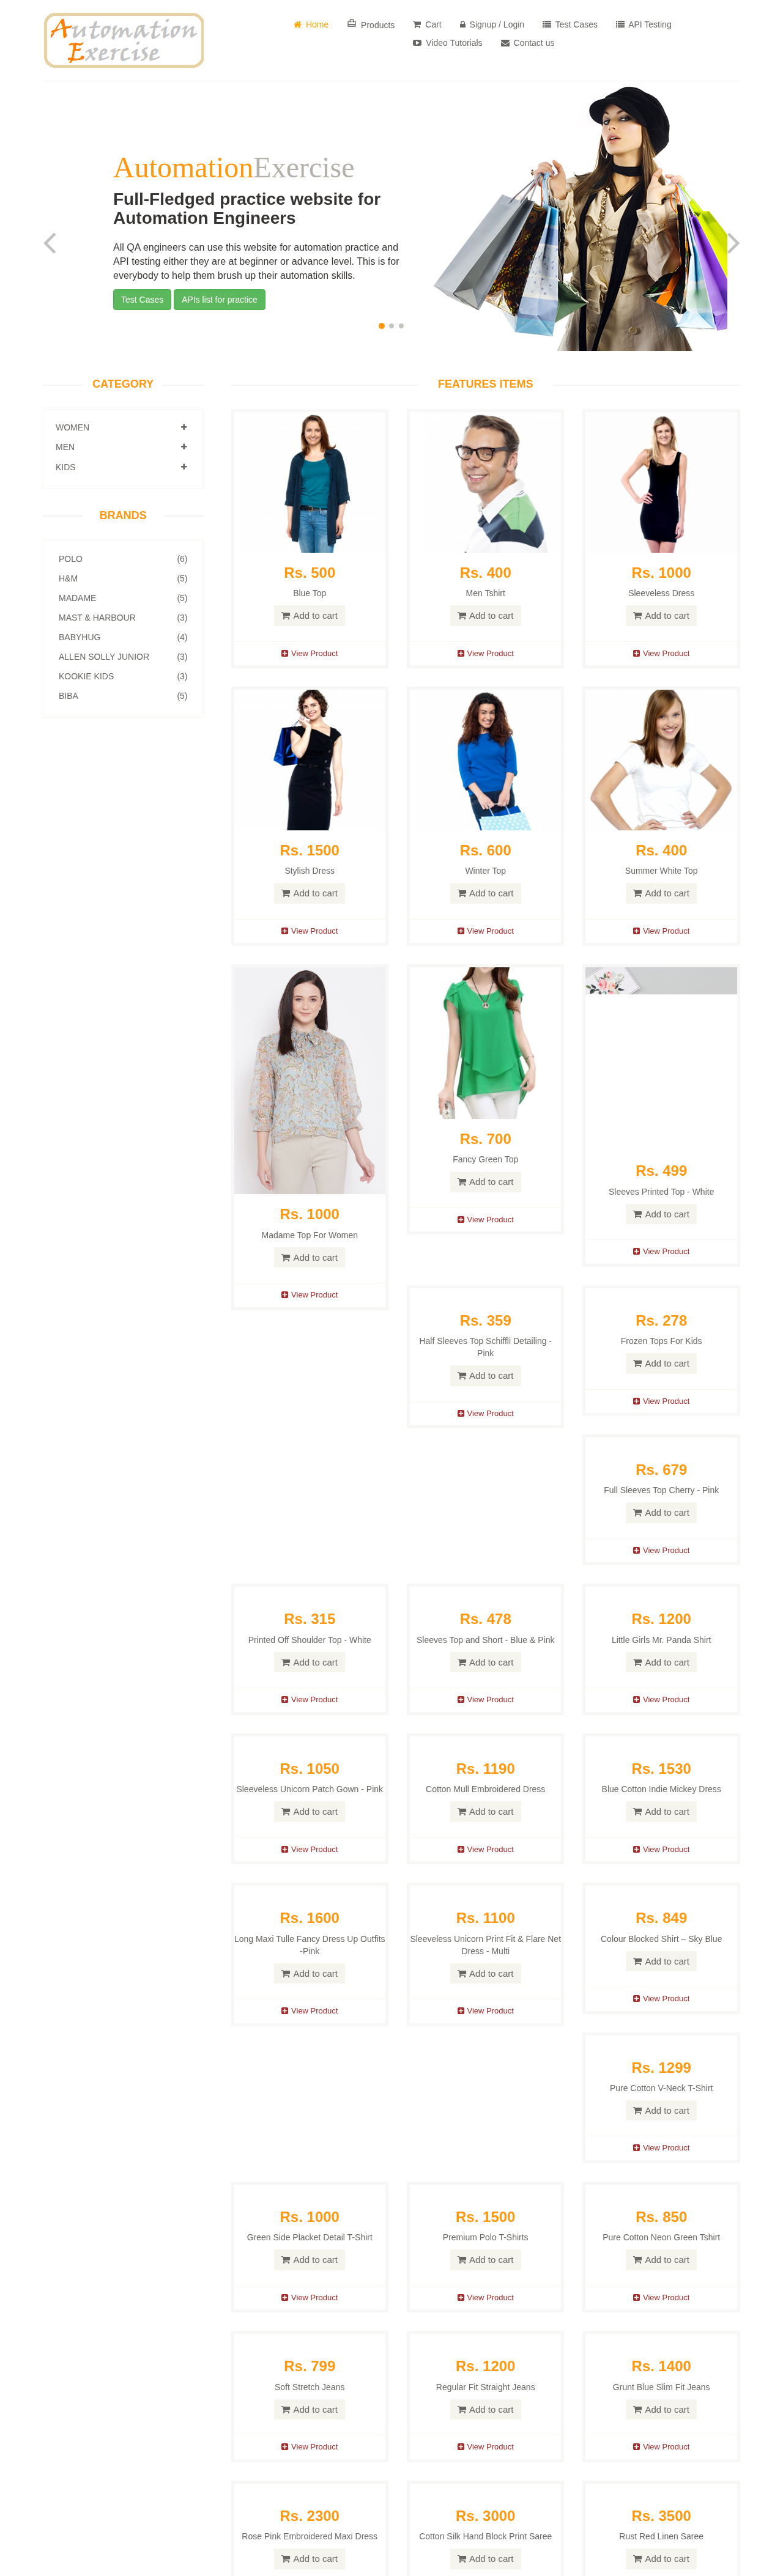 Automation
Exercise
Home
Products
Cart
Signup / Login
Test Cases
API Testing
Video Tutorials
Contact us
AutomationExercise
Full-Fledged practice website for
Automation Engineers
All QA engineers can use this website for automation practice and
API testing either they are at beginner or advance level. This is for
everybody to help them brush up their automation skills.
Test Cases
APIs list for practice
CATEGORY
WOMEN
MEN
KIDS
BRANDS
POLO (6)
H&M (5)
MADAME (5)
MAST & HARBOUR (3)
BABYHUG (4)
ALLEN SOLLY JUNIOR (3)
KOOKIE KIDS (3)
BIBA (5)
FEATURES ITEMS
Rs. 500
Blue Top
Add to cart
View Product
Rs. 400
Men Tshirt
Add to cart
View Product
Rs. 1000
Sleeveless Dress
Add to cart
View Product
Rs. 1500
Stylish Dress
Add to cart
View Product
Rs. 600
Winter Top
Add to cart
View Product
Rs. 400
Summer White Top
Add to cart
View Product
Rs. 1000
Madame Top For Women
Add to cart
View Product
Rs. 700
Fancy Green Top
Add to cart
View Product
Rs. 499
Sleeves Printed Top - White
Add to cart
View Product
Rs. 359
Half Sleeves Top Schiffli Detailing -
Pink
Add to cart
View Product
Rs. 278
Frozen Tops For Kids
Add to cart
View Product
Rs. 679
Full Sleeves Top Cherry - Pink
Add to cart
View Product
Rs. 315
Printed Off Shoulder Top - White
Add to cart
View Product
Rs. 478
Sleeves Top and Short - Blue & Pink
Add to cart
View Product
Rs. 1200
Little Girls Mr. Panda Shirt
Add to cart
View Product
Rs. 1050
Sleeveless Unicorn Patch Gown - Pink
Add to cart
View Product
Rs. 1190
Cotton Mull Embroidered Dress
Add to cart
View Product
Rs. 1530
Blue Cotton Indie Mickey Dress
Add to cart
View Product
Rs. 1600
Long Maxi Tulle Fancy Dress Up Outfits
-Pink
Add to cart
View Product
Rs. 1100
Sleeveless Unicorn Print Fit & Flare Net
Dress - Multi
Add to cart
View Product
Rs. 849
Colour Blocked Shirt – Sky Blue
Add to cart
View Product
Rs. 1299
Pure Cotton V-Neck T-Shirt
Add to cart
View Product
Rs. 1000
Green Side Placket Detail T-Shirt
Add to cart
View Product
Rs. 1500
Premium Polo T-Shirts
Add to cart
View Product
Rs. 850
Pure Cotton Neon Green Tshirt
Add to cart
View Product
Rs. 799
Soft Stretch Jeans
Add to cart
View Product
Rs. 1200
Regular Fit Straight Jeans
Add to cart
View Product
Rs. 1400
Grunt Blue Slim Fit Jeans
Add to cart
View Product
Rs. 2300
Rose Pink Embroidered Maxi Dress
Add to cart
Rs. 3000
Cotton Silk Hand Block Print Saree
Add to cart
Rs. 3500
Rust Red Linen Saree
Add to cart